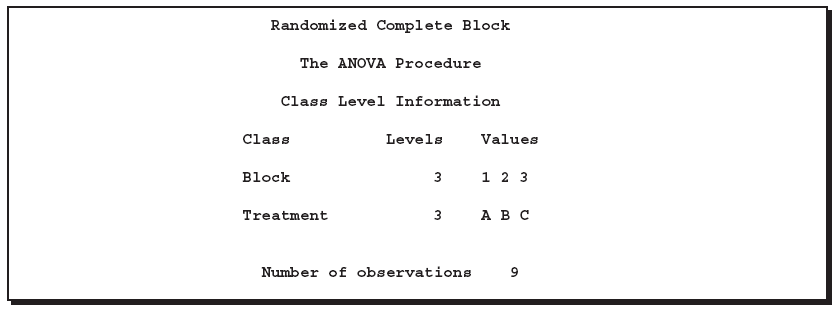 Randomized Complete Block
The ANOVA Procedure
Class Level Information
Class Levels Values
Block 3 1 2 3
Treatment 3 A B C
Number of observations 9